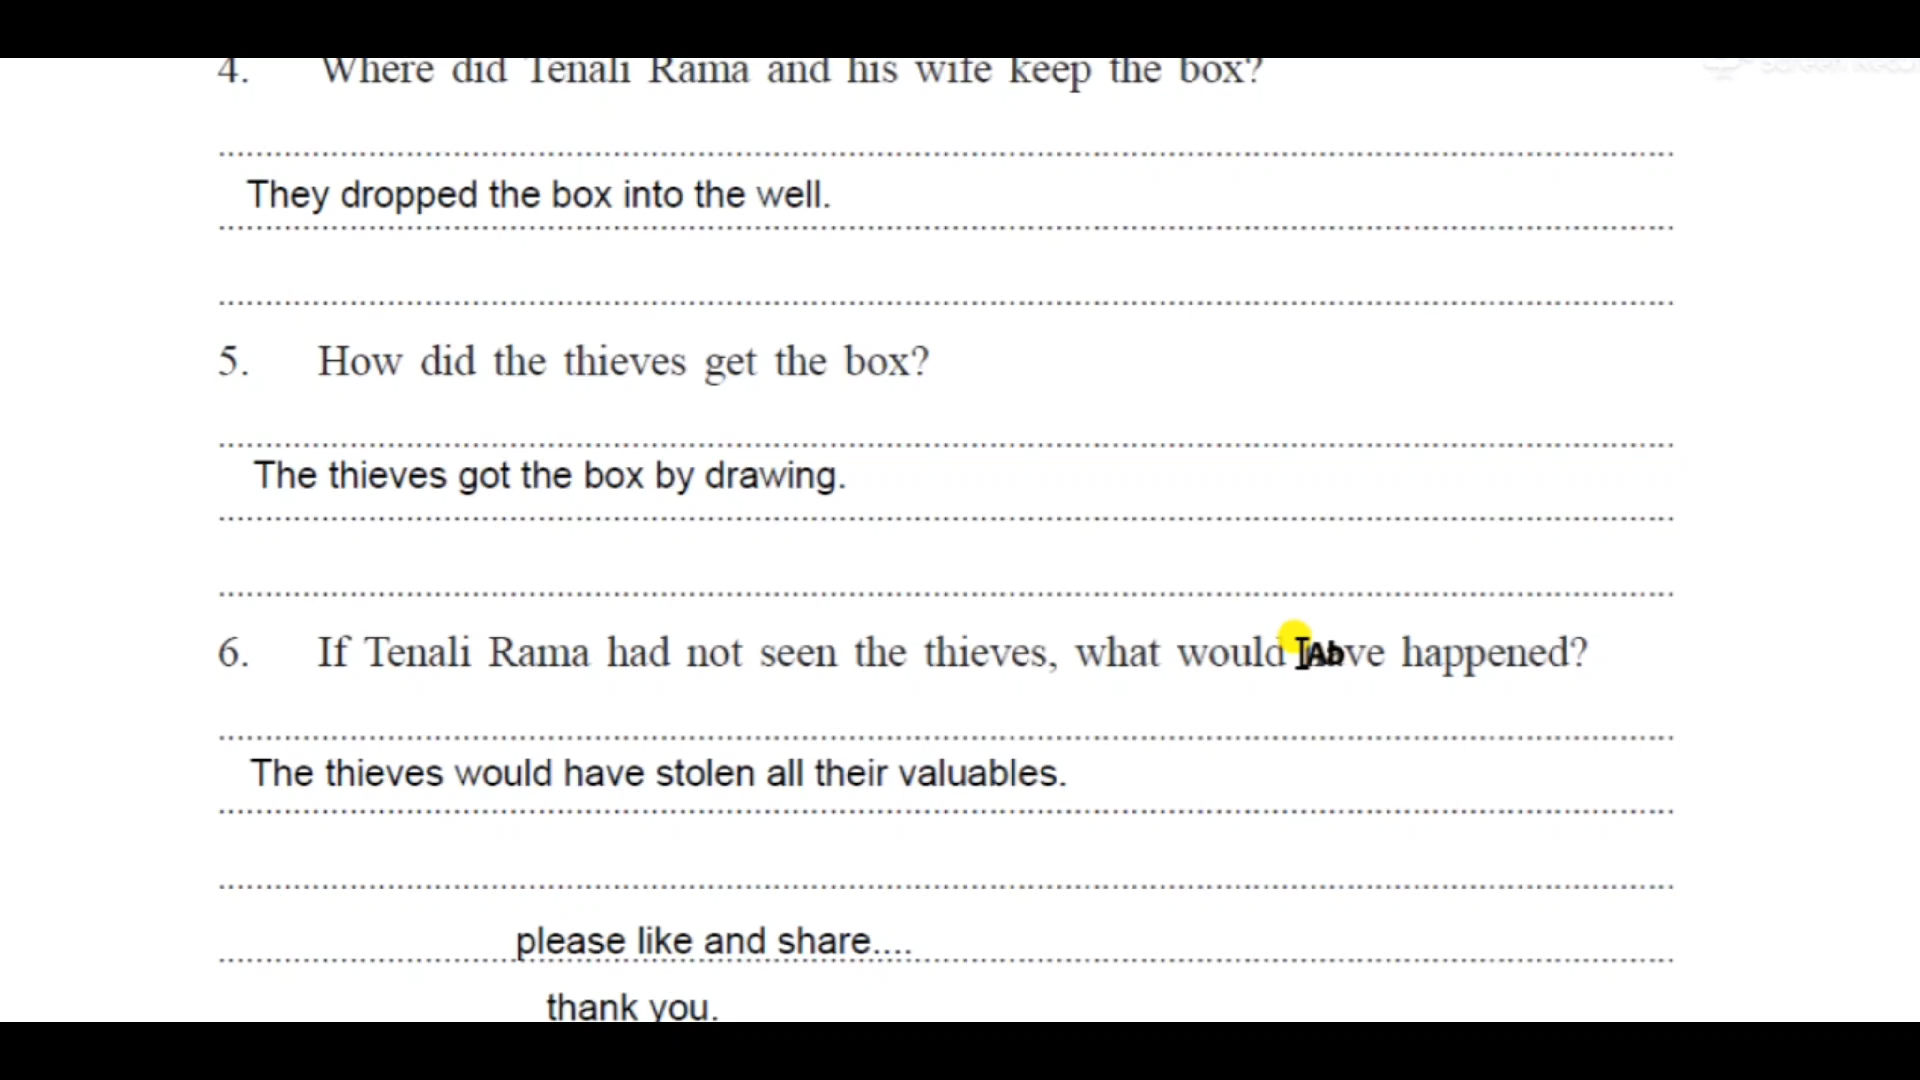 4. Where did Tenali Rama and his wife keep the box?
They dropped the box into the well.
5. How did the thieves get the box?
The thieves got the box by drawing.
6. If Tenali Rama had not seen the thieves, what would have happened?
The thieves would have stolen all their valuables.
please like and share....
thank you.